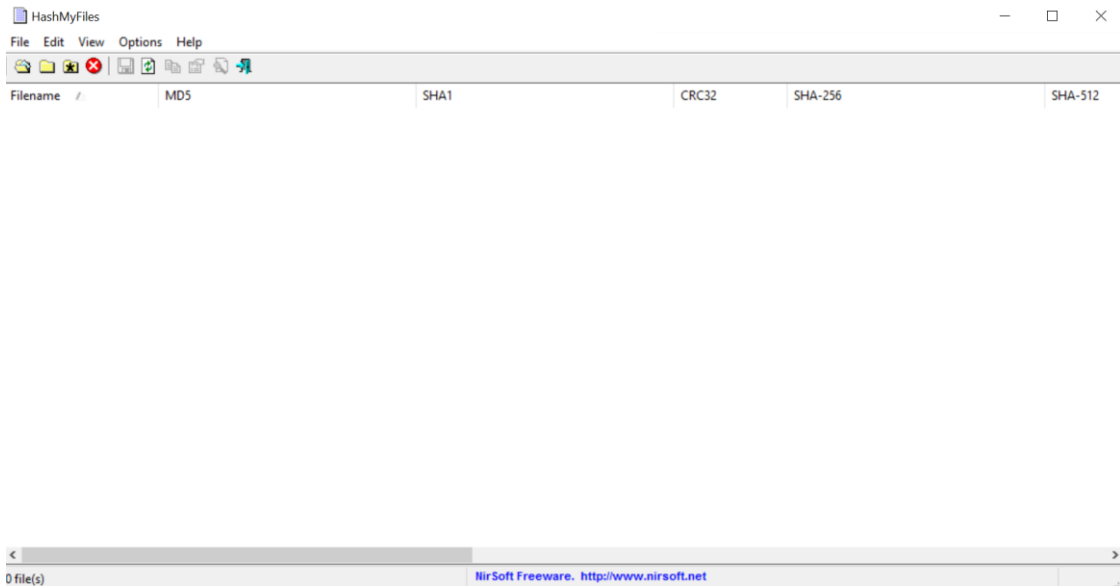 HashMyFiles
File Edit View Options Help
Filename MD5 SHA1 CRC32 SHA-256 SHA-512
0 file(s) NirSoft Freeware. http://www.nirsoft.net